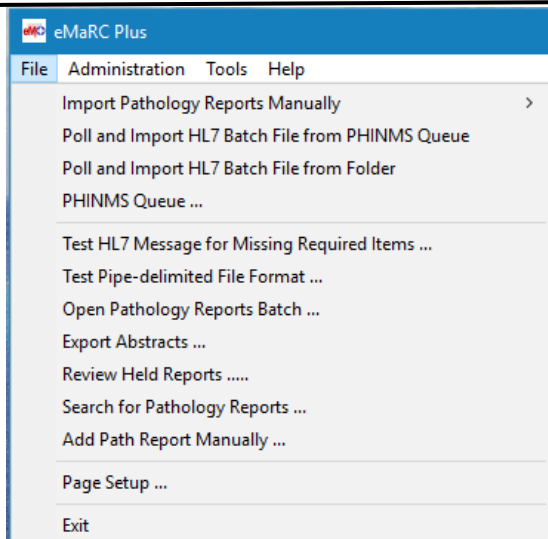 eMaRC Plus
File Administration Tools Help
Import Pathology Reports Manually >
Poll and Import HL7 Batch File from PHINMS Queue
Poll and Import HL7 Batch File from Folder
PHINMS Queue ...
Test HL7 Message for Missing Required Items ...
Test Pipe-delimited File Format ...
Open Pathology Reports Batch ...
Export Abstracts ...
Review Held Reports .....
Search for Pathology Reports ...
Add Path Report Manually ...
Page Setup ...
Exit